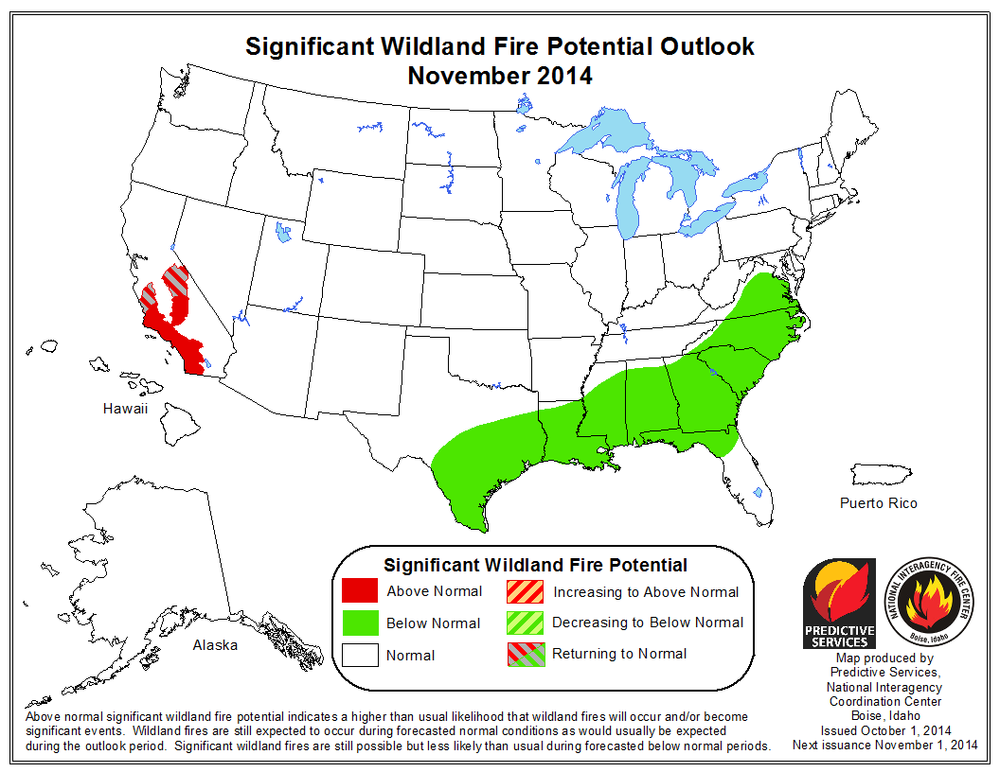 Significant Wildland Fire Potential Outlook
November 2014
Hawaii
Puerto Rico
Alaska
Significant Wildland Fire Potential
Above Normal
Increasing to Above Normal
Below Normal
Decreasing to Below Normal
Normal
Returning to Normal
PREDICTIVE
SERVICES
NATIONAL INTERAGENCY FIRE CENTER
Boise, Idaho
Map produced by
Predictive Services,
National Interagency
Coordination Center
Boise, Idaho
Issued October 1, 2014
Next issuance November 1, 2014
Above normal significant wildland fire potential indicates a higher than usual likelihood that wildland fires will occur and/or become
significant events.  Wildland fires are still expected to occur during forecasted normal conditions as would usually be expected
during the outlook period.  Significant wildland fires are still possible but less likely than usual during forecasted below normal periods.